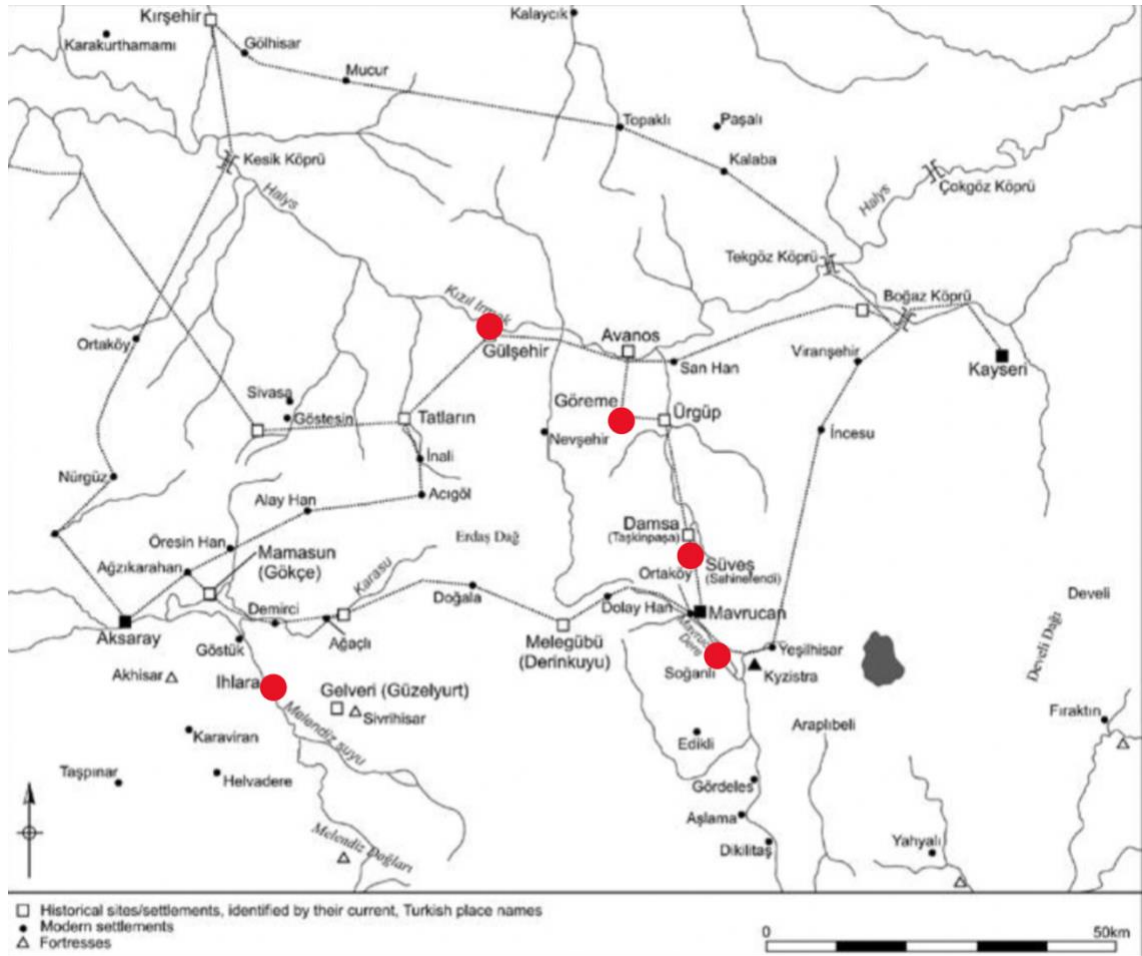 Kırşehir
Kalaycık
Karakurthamamı
Gölhisar
Mucur
Topaklı
Paşalı
Kesik Köprü
Kalaba
Halys
Çokgöz Köprü
Halys
Tekgöz Köprü
Kızıl Irmak
Boğaz Köprü
Ortaköy
Gülşehir
Avanos
San Han
Viranşehir
Kayseri
Sivasa
Göstesin
Tatların
Göreme
Ürgüp
Nevşehir
İncesu
İnali
Nürgüz
Acıgöl
Alay Han
Damsa
(Taşkinpaşa)
Öresin Han
Erdaş Dağ
Mamasun
(Gökçe)
Süveş
(Sahinefendi)
Ağzıkarahan
Karasu
Ortaköy
Doğala
Dolay Han
Mavrucan
Develi
Demirci
Aksaray
Ağaçlı
Melegübü
(Derinkuyu)
Mavrucan
Dere
Göstük
Yeşilhisar
Develi Dağı
Akhisar
Ihlara
Soğanlı
Kyzistra
Gelveri (Güzelyurt)
Sivrihisar
Melendiz suyu
Karaviran
Edikli
Araplıbeli
Fıraktın
Taşpınar
Helvadere
Gördeles
Aşlama
Melendiz Dağları
Dikilitaş
Yahyalı
Historical sites/settlements, identified by their current, Turkish place names
Modern settlements
Fortresses
0
50km